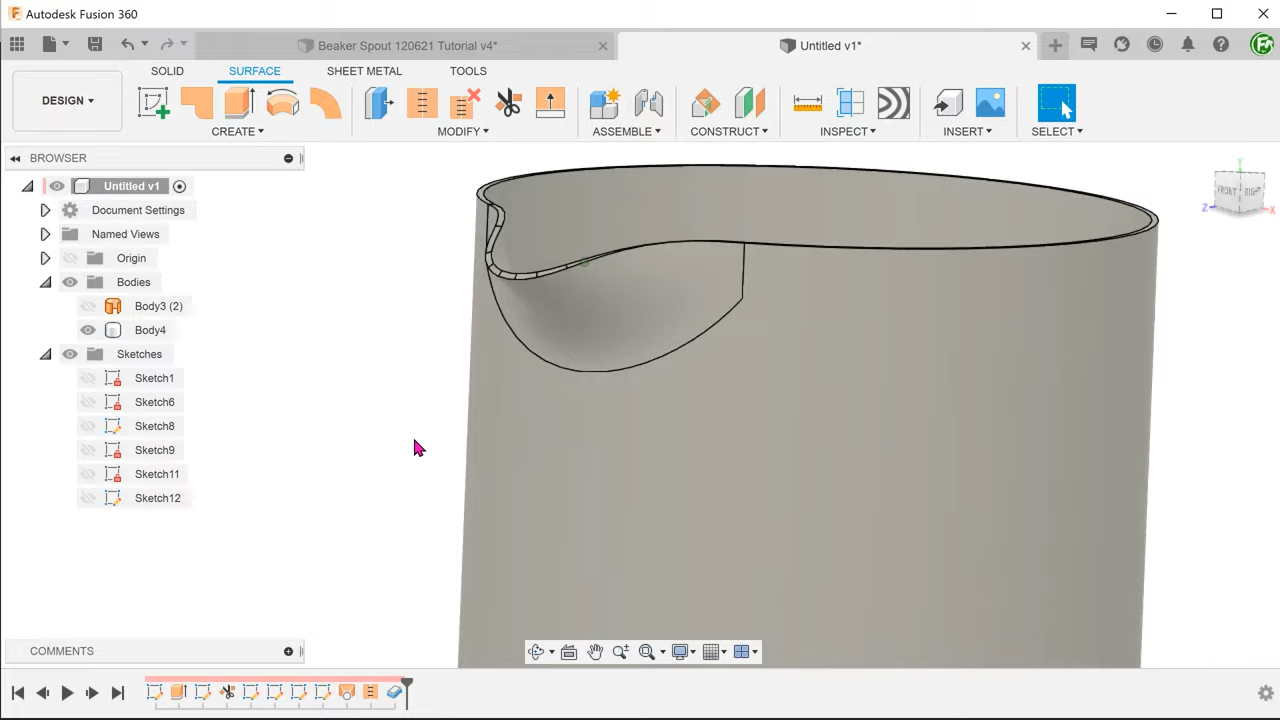 Autodesk Fusion 360
Beaker Spout 120621 Tutorial v4*
Untitled v1*
DESIGN
SOLID
SURFACE
SHEET METAL
TOOLS
CREATE
MODIFY
ASSEMBLE
CONSTRUCT
INSPECT
INSERT
SELECT
BROWSER
Untitled v1
Document Settings
Named Views
Origin
Bodies
Body3 (2)
Body4
Sketches
Sketch1
Sketch6
Sketch8
Sketch9
Sketch11
Sketch12
FRONT
RIGHT
Y
Z
X
COMMENTS